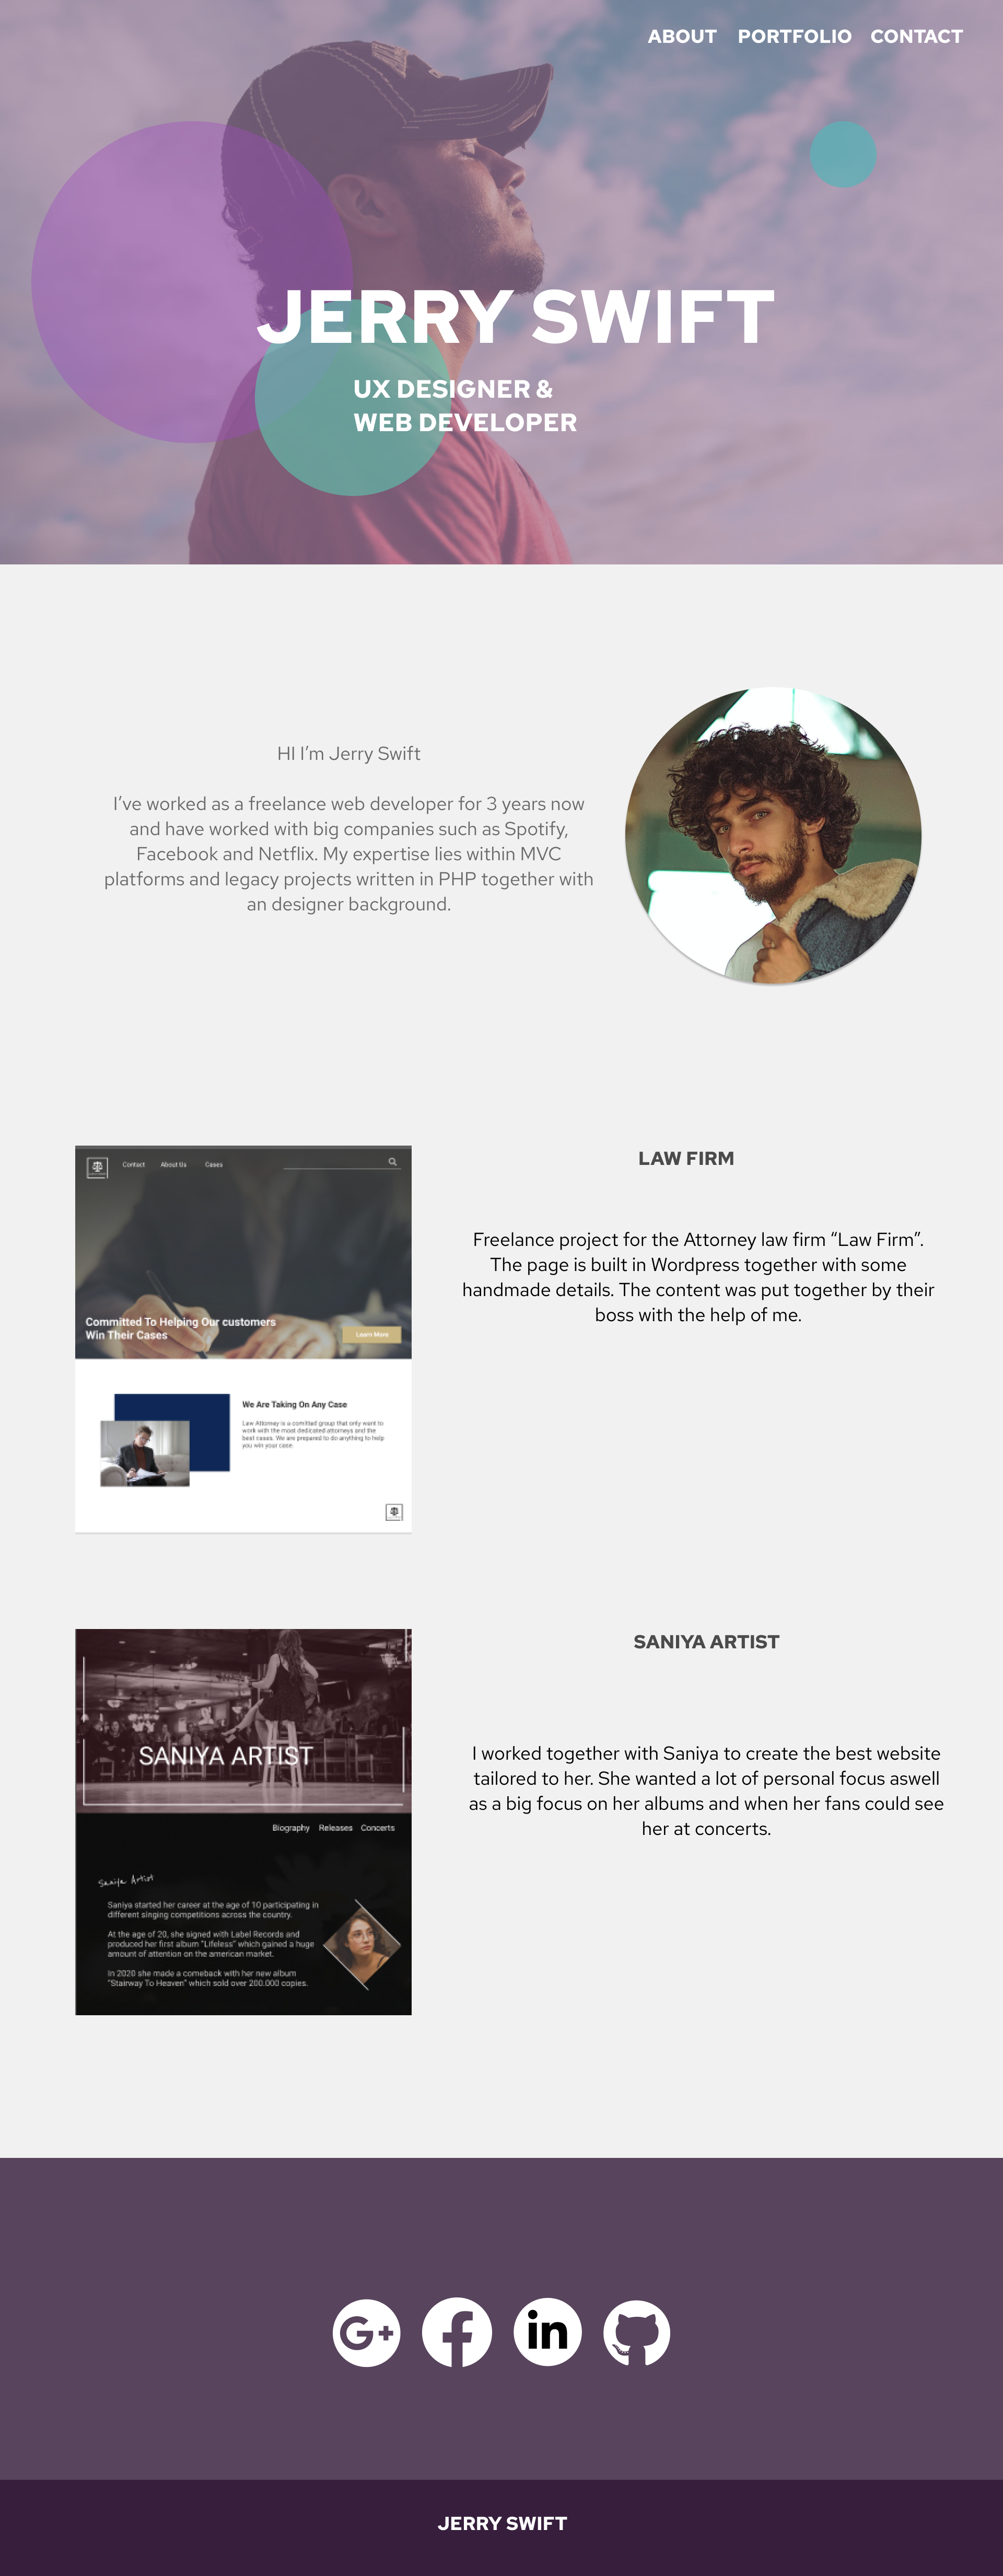 ABOUT PORTFOLIO CONTACT
JERRY SWIFT
UX DESIGNER &
WEB DEVELOPER
HI I’m Jerry Swift
I’ve worked as a freelance web developer for 3 years now
and have worked with big companies such as Spotify,
Facebook and Netflix. My expertise lies within MVC
platforms and legacy projects written in PHP together with
an designer background.
Contact About Us Cases
Committed To Helping Our customers
Win Their Cases
Learn More
We Are Taking On Any Case
Law Attorney is a comitted group that only want to
work with the most dedicated attorneys and the
best cases. We are prepared to do anything to help
you win your case.
LAW FIRM
Freelance project for the Attorney law firm “Law Firm”.
The page is built in Wordpress together with some
handmade details. The content was put together by their
boss with the help of me.
SANIYA ARTIST
Biography Releases Concerts
Saniya Artist
Saniya started her career at the age of 10 participating in
different singing competitions across the country.
At the age of 20, she signed with Label Records and
produced her first album “Lifeless” which gained a huge
amount of attention on the american market.
In 2020 she made a comeback with her new album
“Stairway To Heaven” which sold over 200.000 copies.
SANIYA ARTIST
I worked together with Saniya to create the best website
tailored to her. She wanted a lot of personal focus aswell
as a big focus on her albums and when her fans could see
her at concerts.
G+ f in
JERRY SWIFT